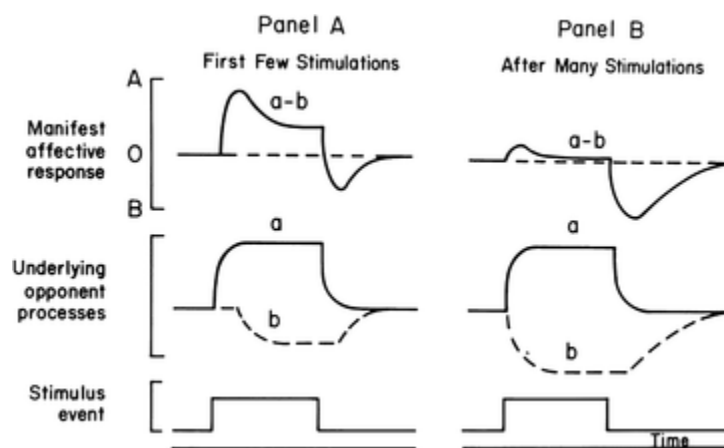 Panel A
First Few Stimulations
Panel B
After Many Stimulations
A
O
B
Manifest
affective
response
a-b
a-b
Underlying
opponent
processes
a
b
a
b
Stimulus
event
Time